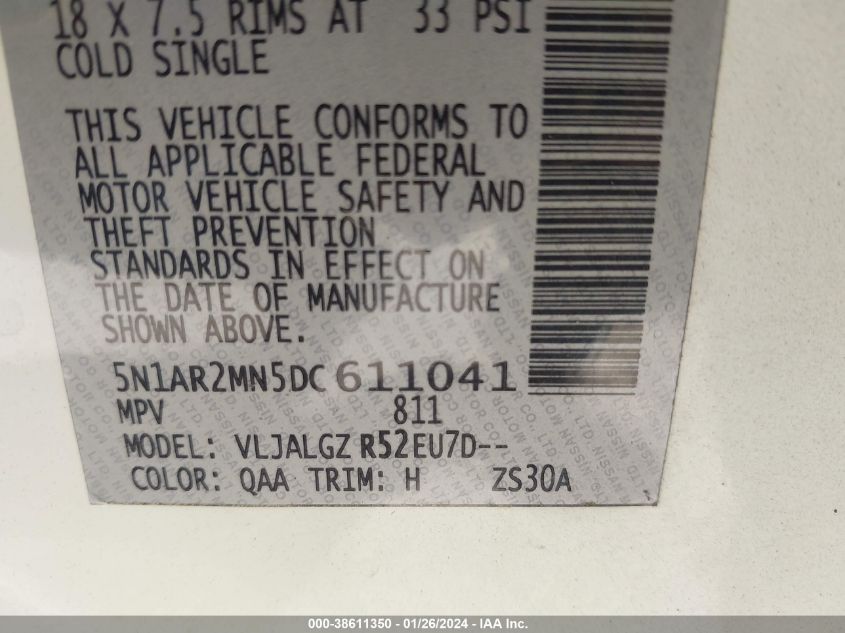 18 X 7.5 RIMS AT 33 PSI
COLD SINGLE
THIS VEHICLE CONFORMS TO
ALL APPLICABLE FEDERAL
MOTOR VEHICLE SAFETY AND
THEFT PREVENTION
STANDARDS IN EFFECT ON
THE DATE OF MANUFACTURE
SHOWN ABOVE.
5N1AR2MN5DC611041
MPV 811
MODEL: VLJALGZ R52EU7D--
COLOR: QAA TRIM: H ZS30A
000-38611350 - 01/26/2024 - IAA Inc.